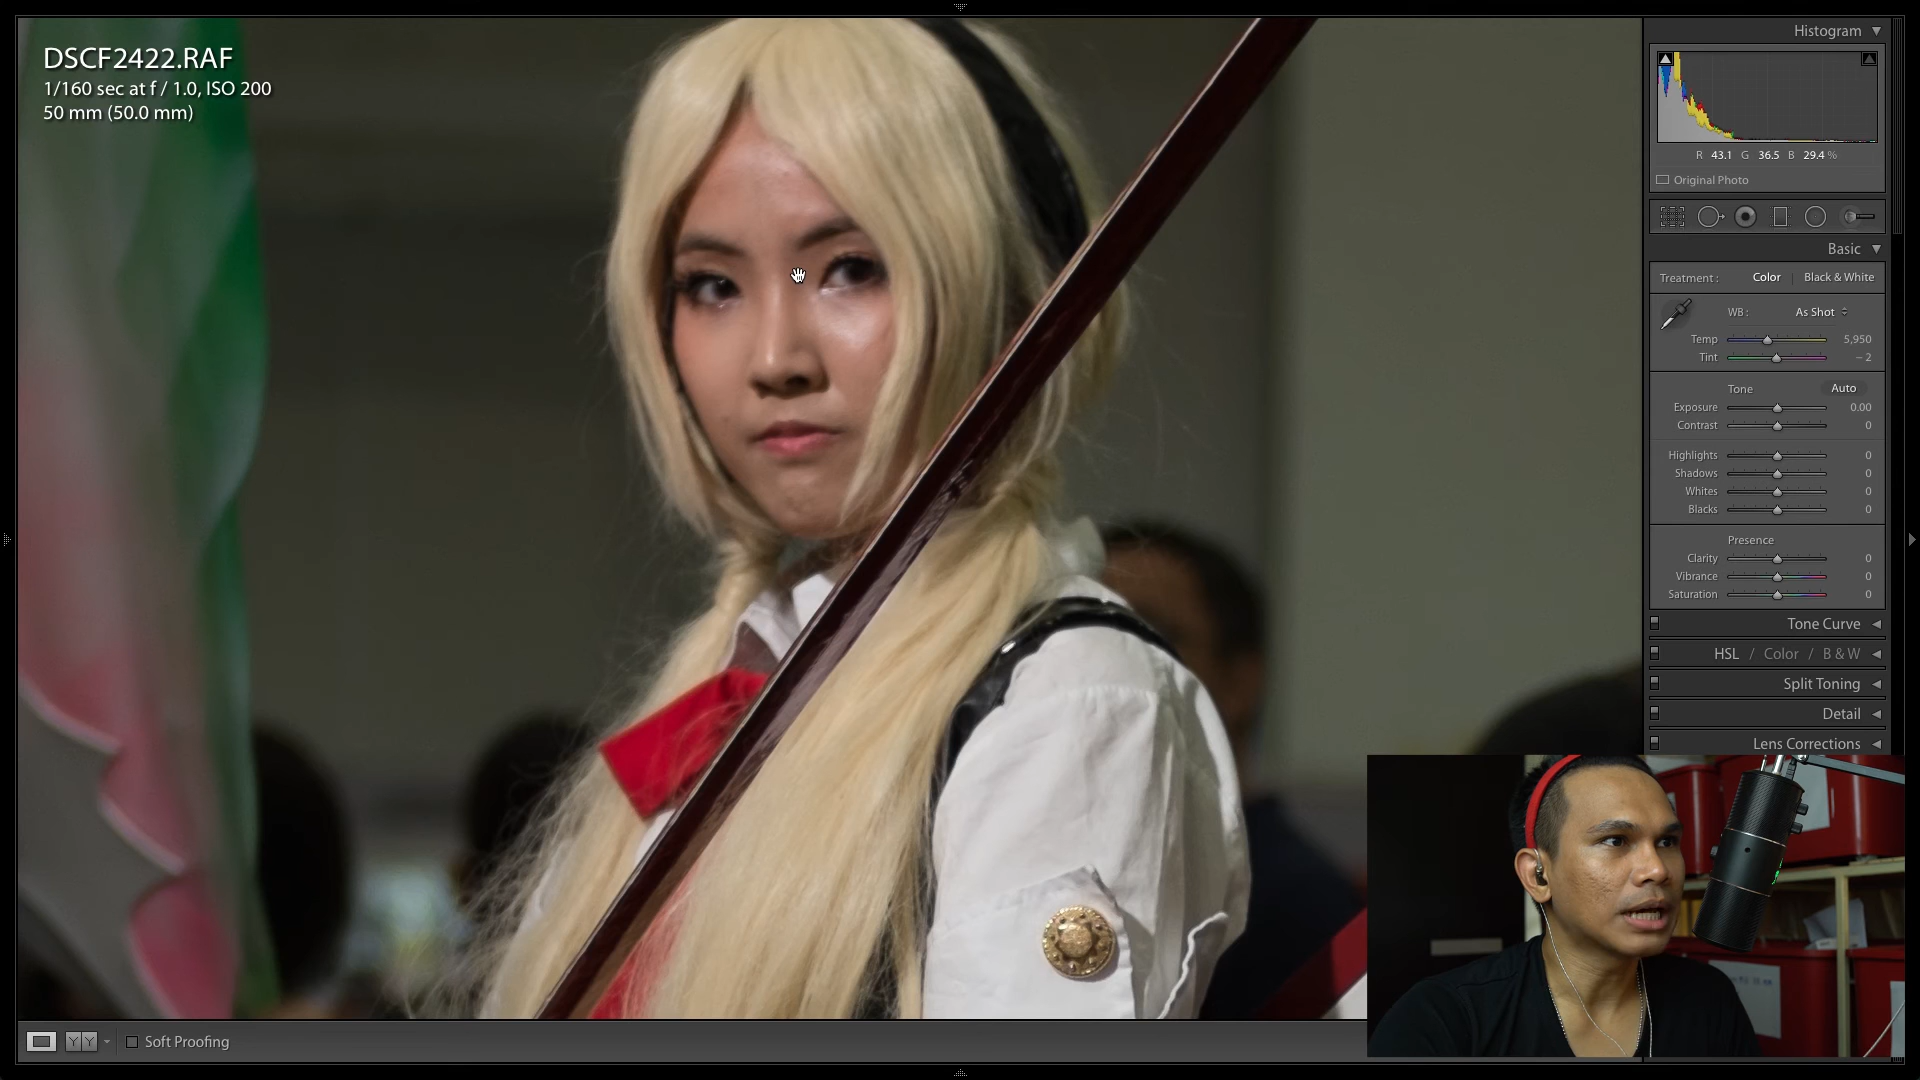 DSCF2422.RAF
1/160 sec at f / 1.0, ISO 200
50 mm (50.0 mm)
Histogram
R 43.1 G 36.5 B 29.4 %
Original Photo
Basic
Treatment : Color Black & White
WB : As Shot
Temp 5,950
Tint – 2
Tone Auto
Exposure 0.00
Contrast 0
Highlights 0
Shadows 0
Whites 0
Blacks 0
Presence
Clarity 0
Vibrance 0
Saturation 0
Tone Curve
HSL / Color / B & W
Split Toning
Detail
Lens Corrections
Y Y
Soft Proofing